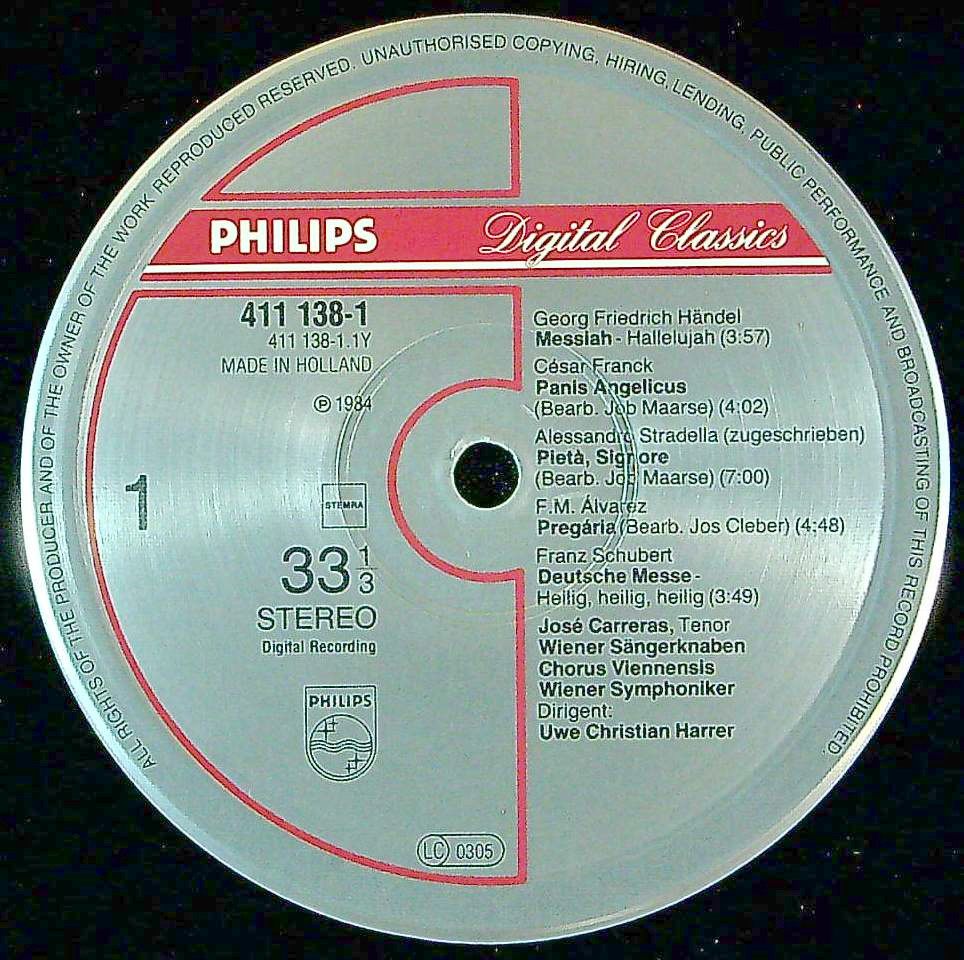 ALL RIGHTS OF THE PRODUCER AND OF THE OWNER OF THE WORK REPRODUCED RESERVED. UNAUTHORISED COPYING, HIRING, LENDING, PUBLIC PERFORMANCE AND BROADCASTING OF THIS RECORD PROHIBITED.
PHILIPS Digital Classics
411 138-1
411 138-1.1Y
MADE IN HOLLAND
℗ 1984
1
STEMRA
33 1/3
STEREO
Digital Recording
PHILIPS
LC 0305
Georg Friedrich Händel
Messiah - Hallelujah (3:57)
César Franck
Panis Angelicus
(Bearb. Job Maarse) (4:02)
Alessandro Stradella (zugeschrieben)
Pietà, Signore
(Bearb. Job Maarse) (7:00)
F.M. Álvarez
Pregária (Bearb. Jos Cleber) (4:48)
Franz Schubert
Deutsche Messe -
Heilig, heilig, heilig (3:49)
José Carreras, Tenor
Wiener Sängerknaben
Chorus Viennensis
Wiener Symphoniker
Dirigent:
Uwe Christian Harrer